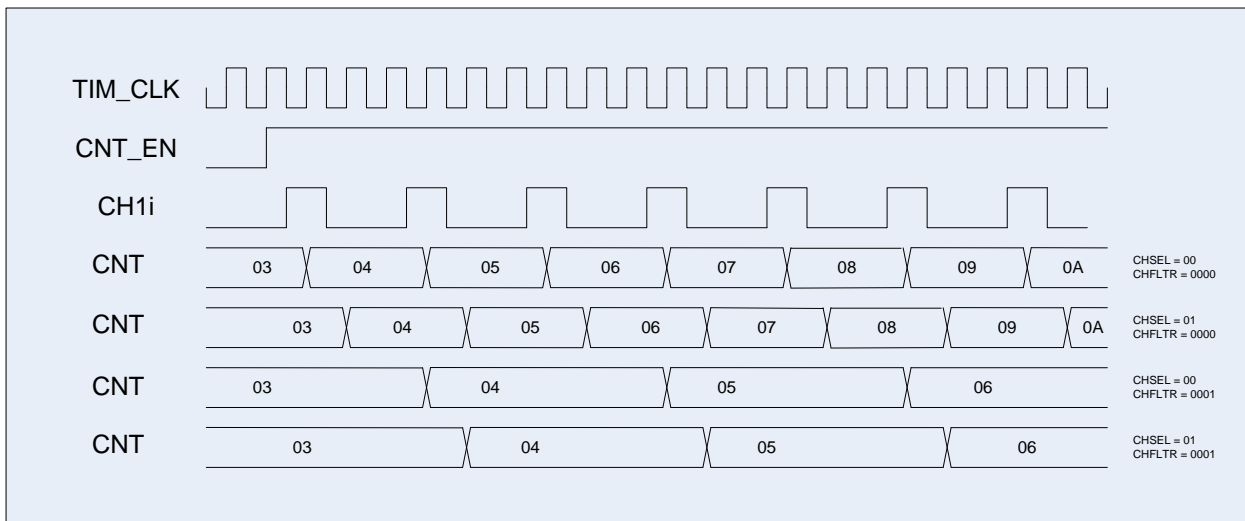 TIM_CLK
CNT_EN
CH1i
CNT 03 04 05 06 07 08 09 0A CHSEL = 00
CHFLTR = 0000
CNT 03 04 05 06 07 08 09 0A CHSEL = 01
CHFLTR = 0000
CNT 03 04 05 06 CHSEL = 00
CHFLTR = 0001
CNT 03 04 05 06 CHSEL = 01
CHFLTR = 0001